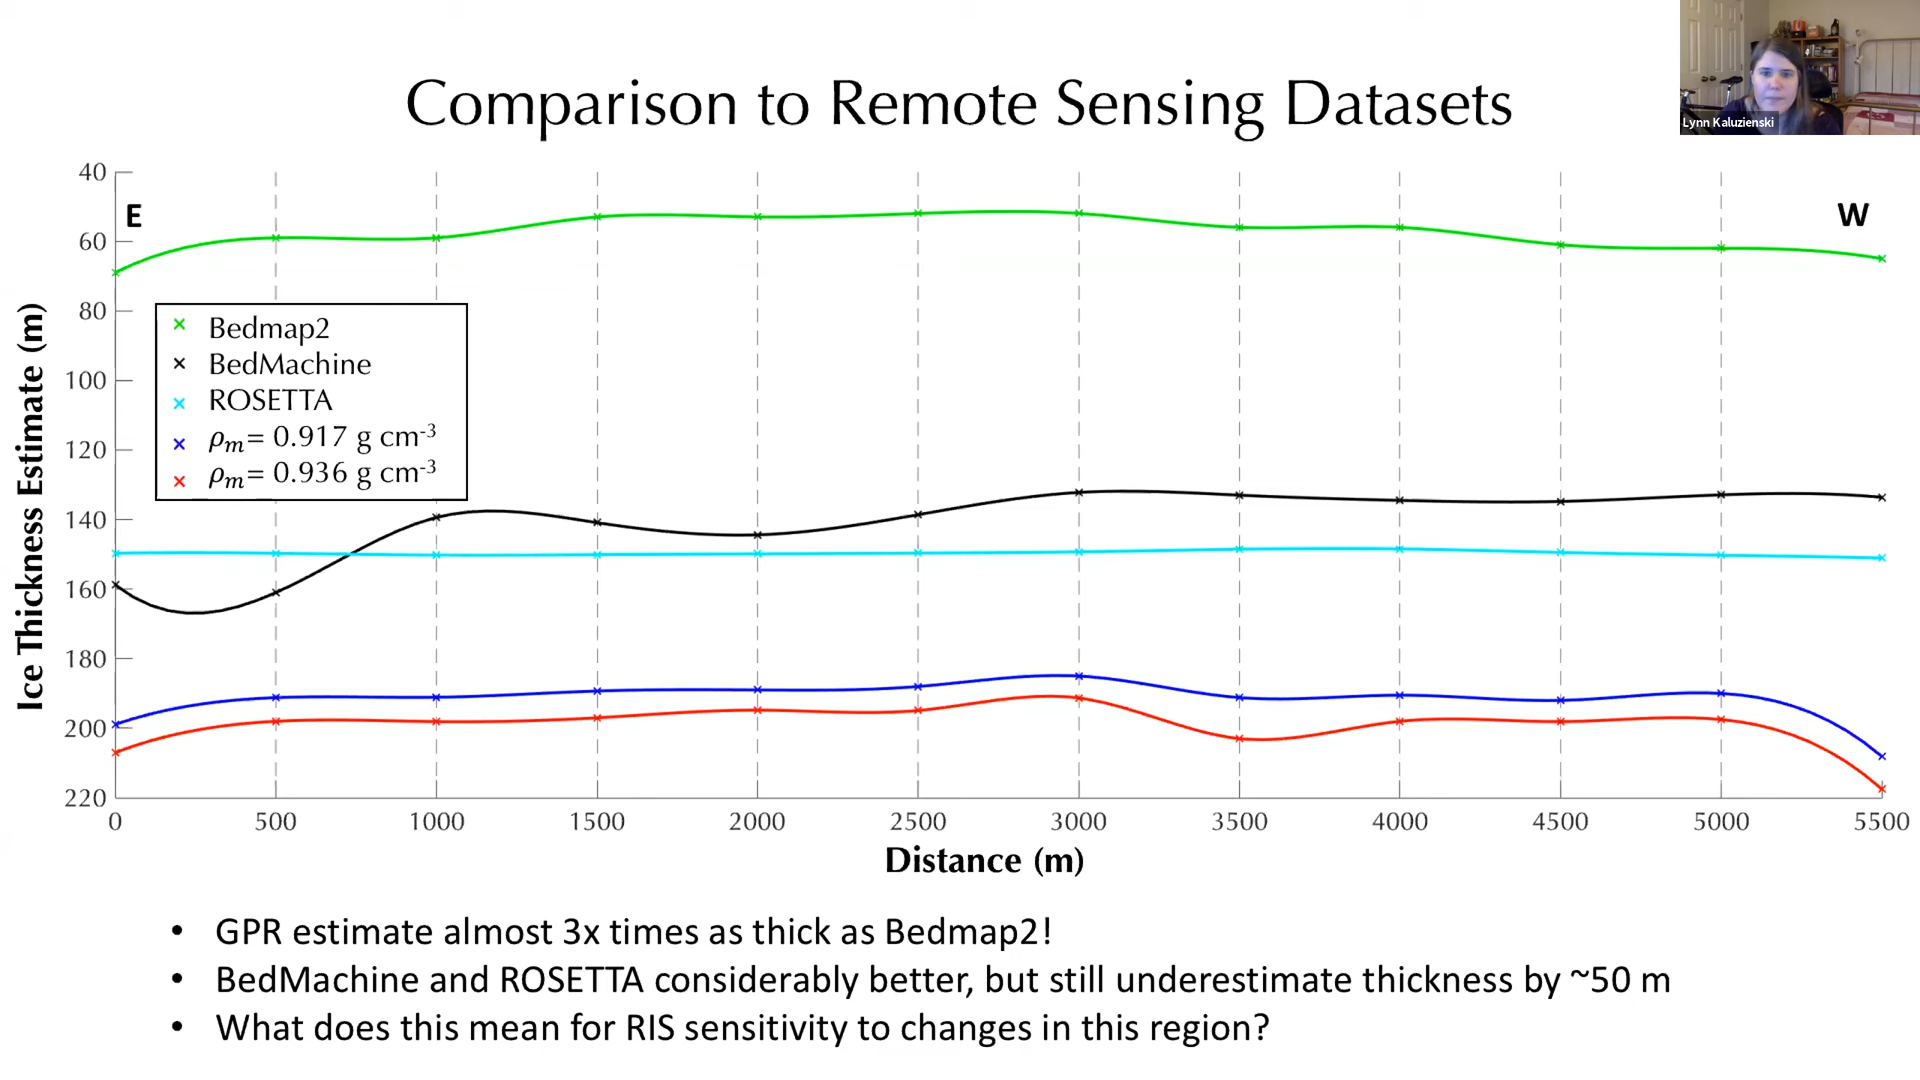 Lynn Kaluzienski
Comparison to Remote Sensing Datasets
40
60
80
100
120
140
160
180
200
220
Ice Thickness Estimate (m)
E
W
Bedmap2
BedMachine
ROSETTA
ρₘ= 0.917 g cm⁻³
ρₘ= 0.936 g cm⁻³
0 500 1000 1500 2000 2500 3000 3500 4000 4500 5000 5500
Distance (m)
• GPR estimate almost 3x times as thick as Bedmap2!
• BedMachine and ROSETTA considerably better, but still underestimate thickness by ~50 m
• What does this mean for RIS sensitivity to changes in this region?